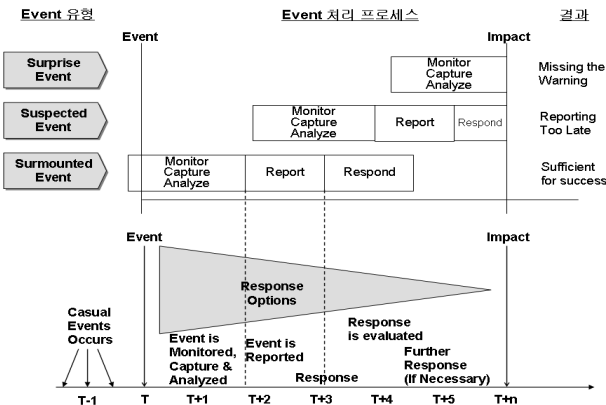 Event 유형
Event 처리 프로세스
결과
Event
Impact
Surprise
Event
Monitor
Capture
Analyze
Missing the
Warning
Suspected
Event
Monitor
Capture
Analyze
Report
Respond
Reporting
Too Late
Surmounted
Event
Monitor
Capture
Analyze
Report
Respond
Sufficient
for success
Event
Impact
Response
Options
Casual
Events
Occurs
Event is
Monitored,
Capture &
Analyzed
Event is
Reported
Response
is evaluated
Response
Further
Response
(If Necessary)
T-1
T
T+1
T+2
T+3
T+4
T+5
T+n